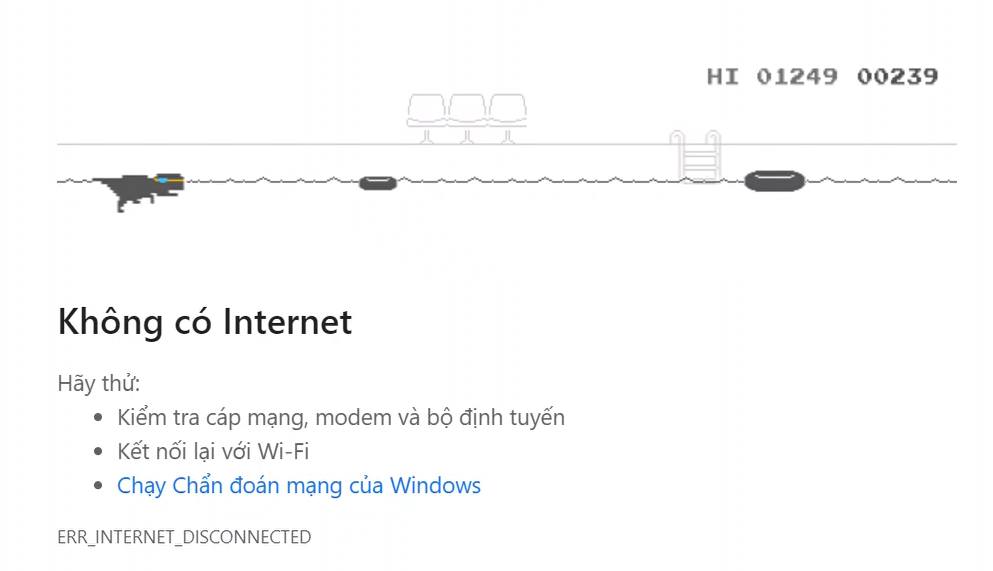 HI 01249 00239
Không có Internet
Hãy thử:
Kiểm tra cáp mạng, modem và bộ định tuyến
Kết nối lại với Wi-Fi
Chạy Chẩn đoán mạng của Windows
ERR_INTERNET_DISCONNECTED